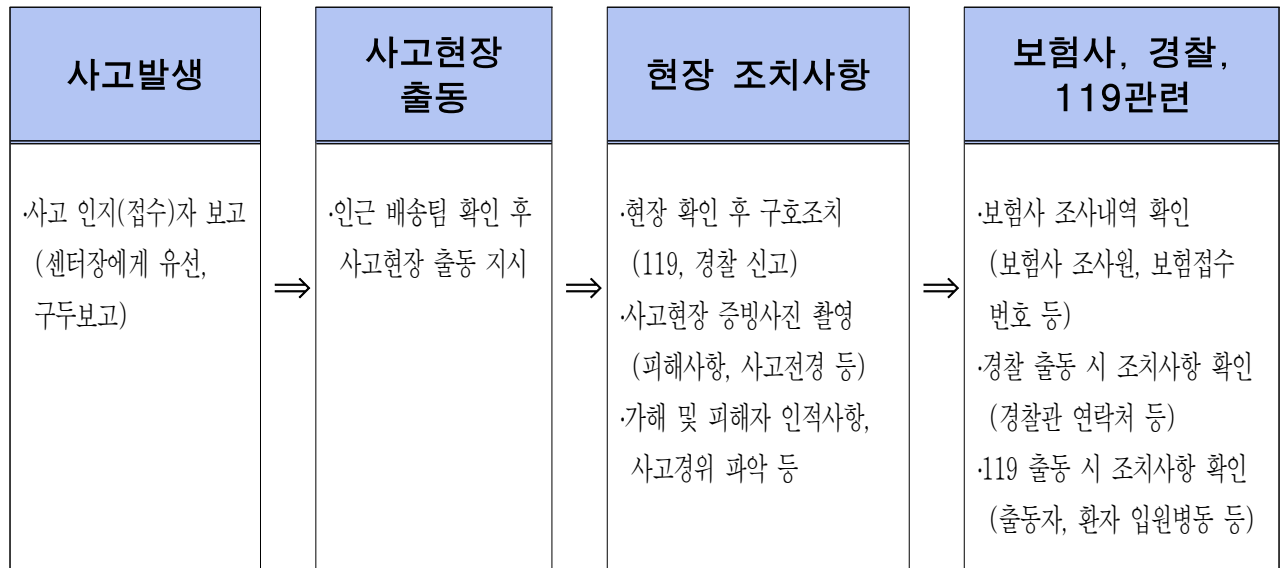 사고발생
·사고 인지(접수)자 보고
(센터장에게 유선,
구두보고)
⇒
사고현장
출동
·인근 배송팀 확인 후
사고현장 출동 지시
⇒
현장 조치사항
·현장 확인 후 구호조치
(119, 경찰 신고)
·사고현장 증빙사진 촬영
(피해사항, 사고전경 등)
·가해 및 피해자 인적사항,
사고경위 파악 등
⇒
보험사, 경찰,
119관련
·보험사 조사내역 확인
(보험사 조사원, 보험접수
번호 등)
·경찰 출동 시 조치사항 확인
(경찰관 연락처 등)
·119 출동 시 조치사항 확인
(출동자, 환자 입원병동 등)